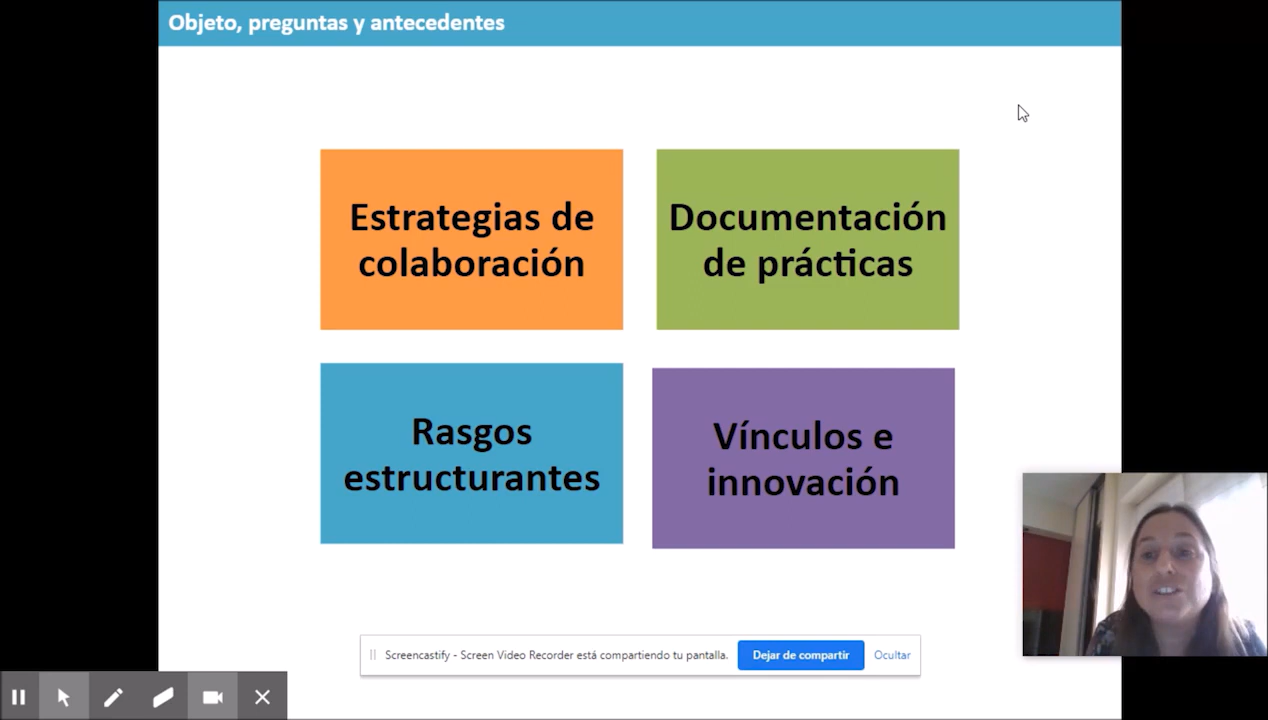 Objeto, preguntas y antecedentes
Estrategias de
colaboración
Documentación
de prácticas
Rasgos
estructurantes
Vínculos e
innovación
Screencastify - Screen Video Recorder está compartiendo tu pantalla.
Dejar de compartir
Ocultar